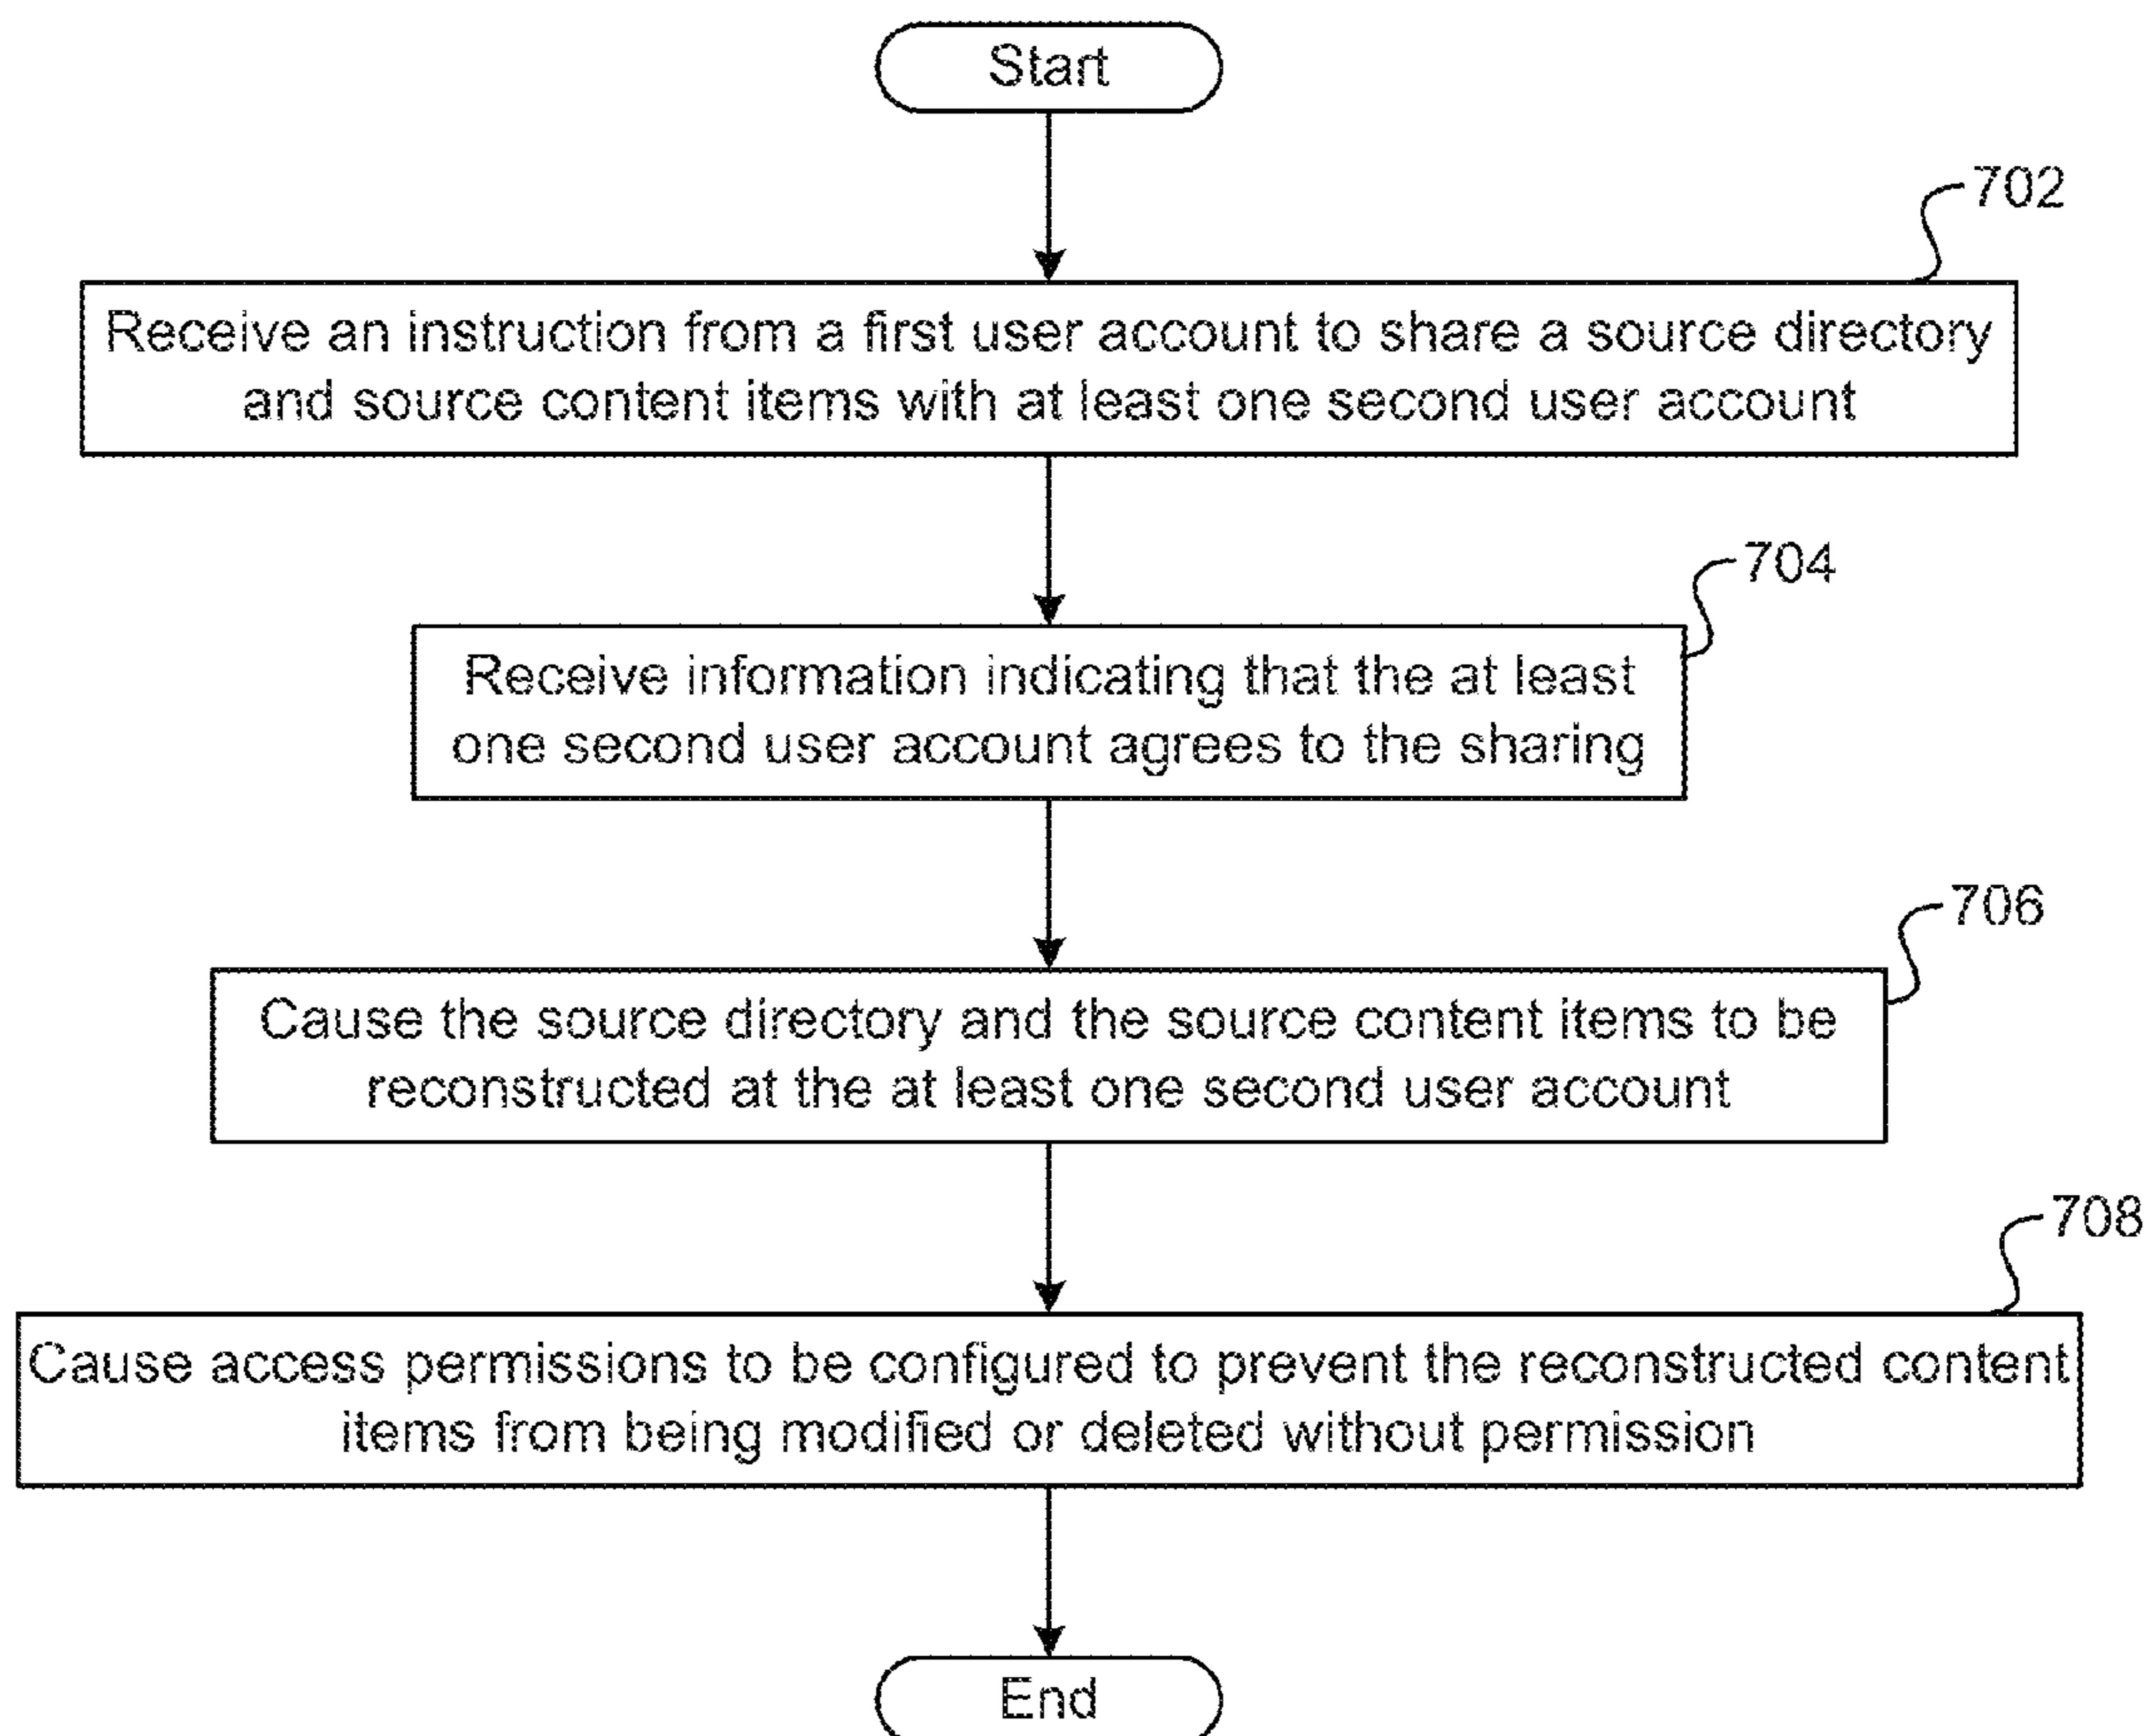 Start
702
Receive an instruction from a first user account to share a source directory
and source content items with at least one second user account
704
Receive information indicating that the at least
one second user account agrees to the sharing
706
Cause the source directory and the source content items to be
reconstructed at the at least one second user account
708
Cause access permissions to be configured to prevent the reconstructed content
items from being modified or deleted without permission
End